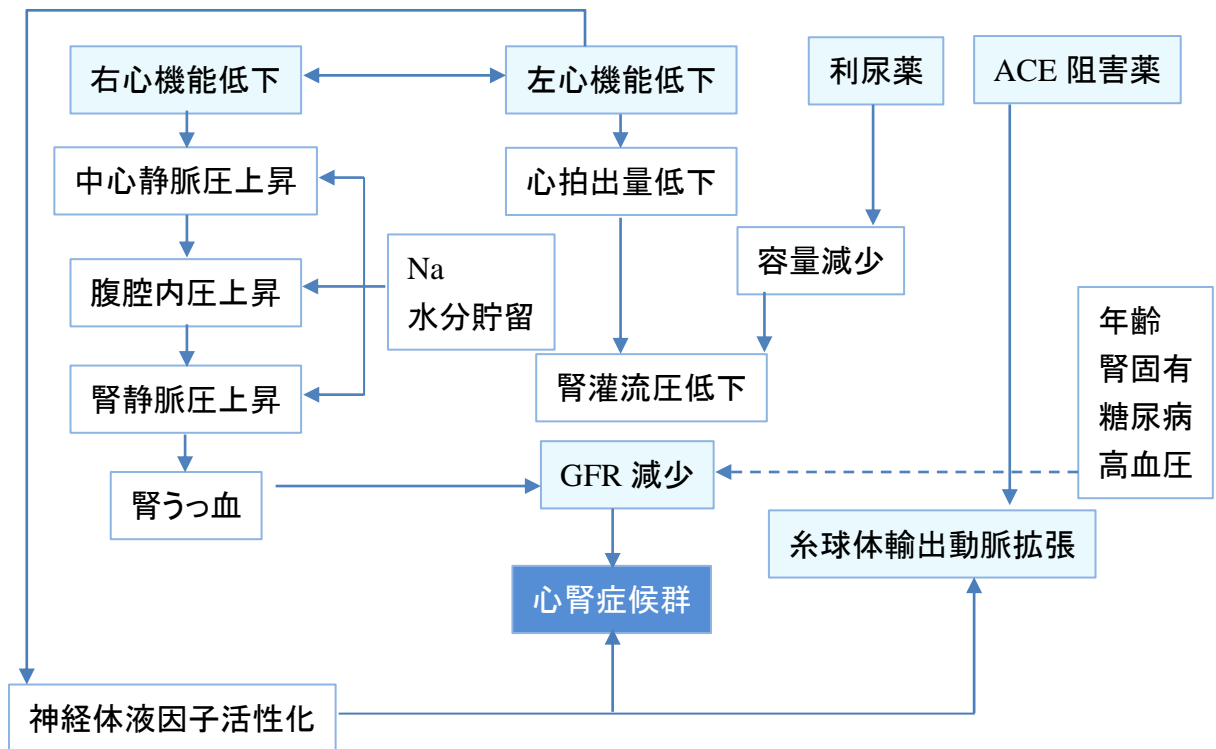 右心機能低下
左心機能低下
利尿薬
ACE 阻害薬
中心静脈圧上昇
心拍出量低下
容量減少
Na
水分貯留
腹腔内圧上昇
年齢
腎固有
糖尿病
高血圧
腎静脈圧上昇
腎灌流圧低下
GFR 減少
腎うっ血
糸球体輸出動脈拡張
心腎症候群
神経体液因子活性化